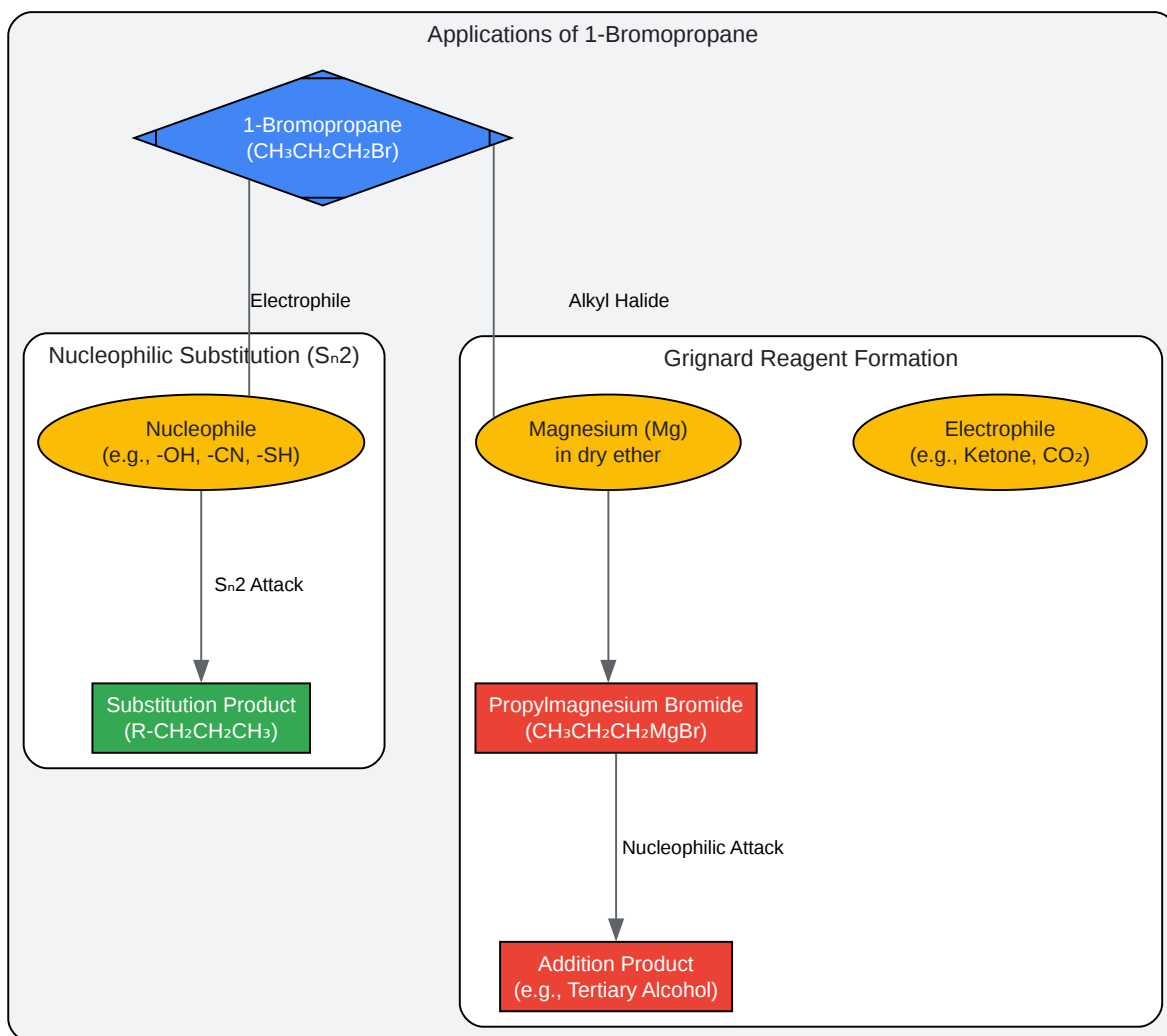 Applications of 1-Bromopropane
1-Bromopropane
(CH₃CH₂CH₂Br)
Electrophile
Alkyl Halide
Nucleophilic Substitution (Sₙ2)
Nucleophile
(e.g., -OH, -CN, -SH)
Sₙ2 Attack
Substitution Product
(R-CH₂CH₂CH₃)
Grignard Reagent Formation
Magnesium (Mg)
in dry ether
Electrophile
(e.g., Ketone, CO₂)
Propylmagnesium Bromide
(CH₃CH₂CH₂MgBr)
Nucleophilic Attack
Addition Product
(e.g., Tertiary Alcohol)